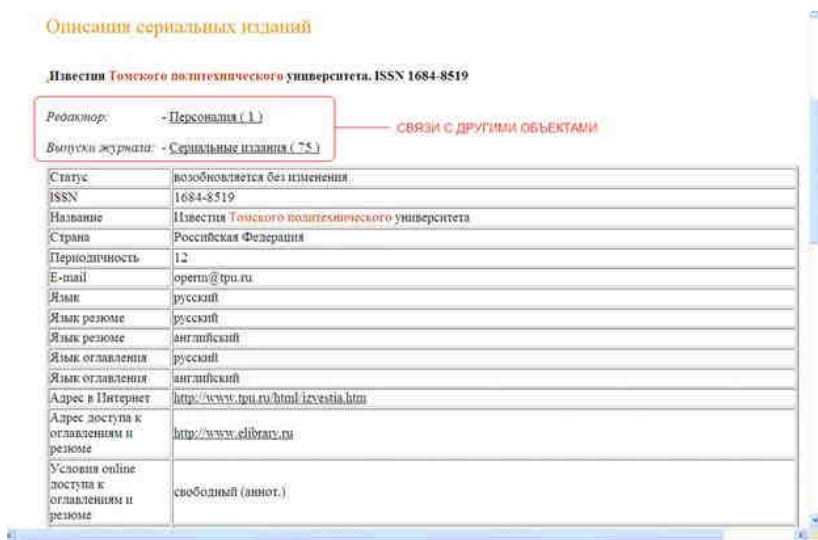 Описания сериальных изданий
Известия Томского политехнического университета. ISSN 1684-8519
Редактор: - Персоналия ( 1 )
СВЯЗИ С ДРУГИМИ ОБЪЕКТАМИ
Выпуски журнала: - Сериальные издания ( 75 )
Статус возобновляется без изменения
ISSN 1684-8519
Название Известия Томского политехнического университета
Страна Российская Федерация
Периодичность 12
E-mail operm@tpu.ru
Язык русский
Язык резюме русский
Язык резюме английский
Язык оглавления русский
Язык оглавления английский
Адрес в Интернет http://www.tpu.ru/html/izvestia.htm
Адрес доступа к
оглавлениям и http://www.elibrary.ru
резюме
Условия online
доступа к
оглавлениям и свободный (аннот.)
резюме